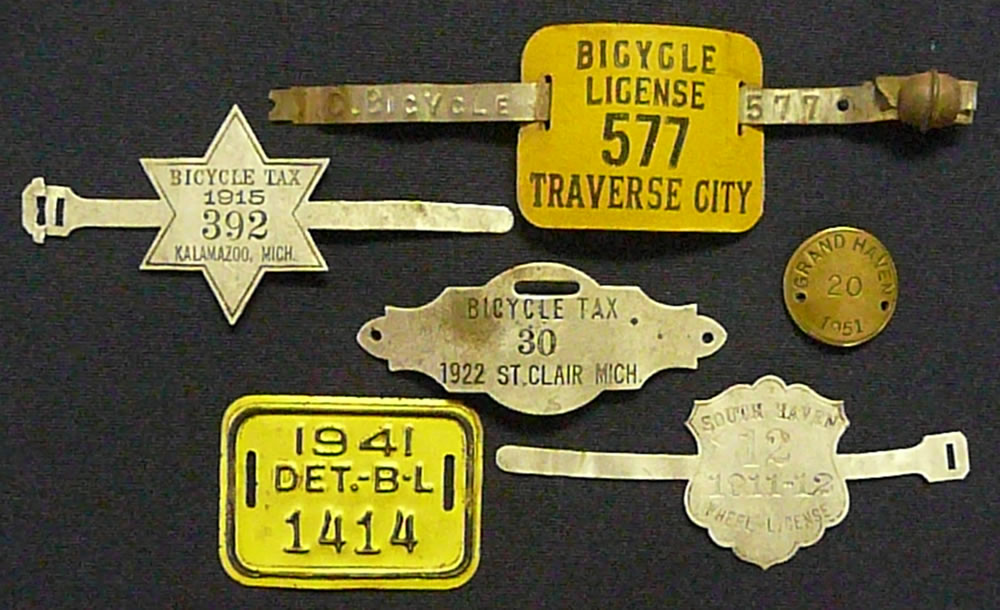 BICYCLE
LICENSE
577
TRAVERSE CITY
C. BICYCLE
577
BICYCLE TAX
1915
392
KALAMAZOO, MICH.
GRAND HAVEN
20
1951
BICYCLE TAX
30
1922 ST. CLAIR MICH.
1941
DET.-B-L
1414
SOUTH HAVEN
12
1911-12
WHEEL LICENSE